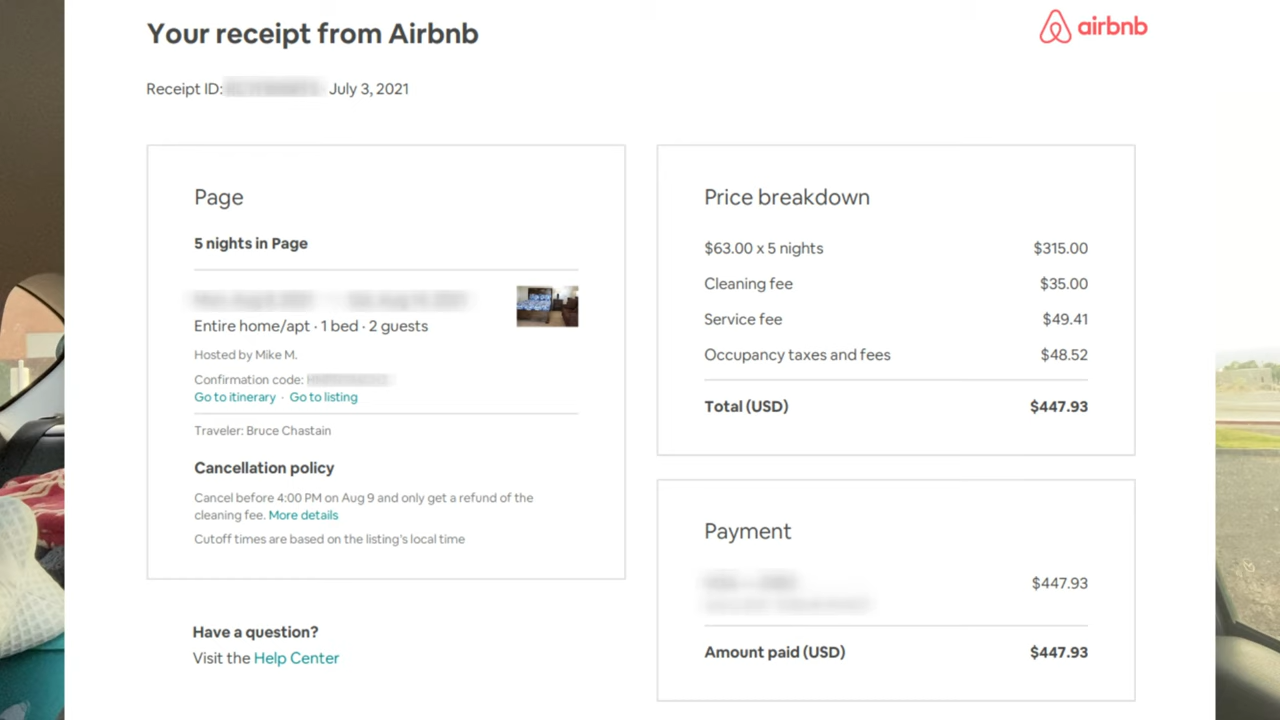 Your receipt from Airbnb
airbnb
Receipt ID: July 3, 2021
Page
5 nights in Page
Entire home/apt · 1 bed · 2 guests
Hosted by Mike M.
Confirmation code:
Go to itinerary · Go to listing
Traveler: Bruce Chastain
Cancellation policy
Cancel before 4:00 PM on Aug 9 and only get a refund of the
cleaning fee. More details
Cutoff times are based on the listing's local time
Have a question?
Visit the Help Center
Price breakdown
$63.00 x 5 nights $315.00
Cleaning fee $35.00
Service fee $49.41
Occupancy taxes and fees $48.52
Total (USD) $447.93
Payment
$447.93
Amount paid (USD) $447.93